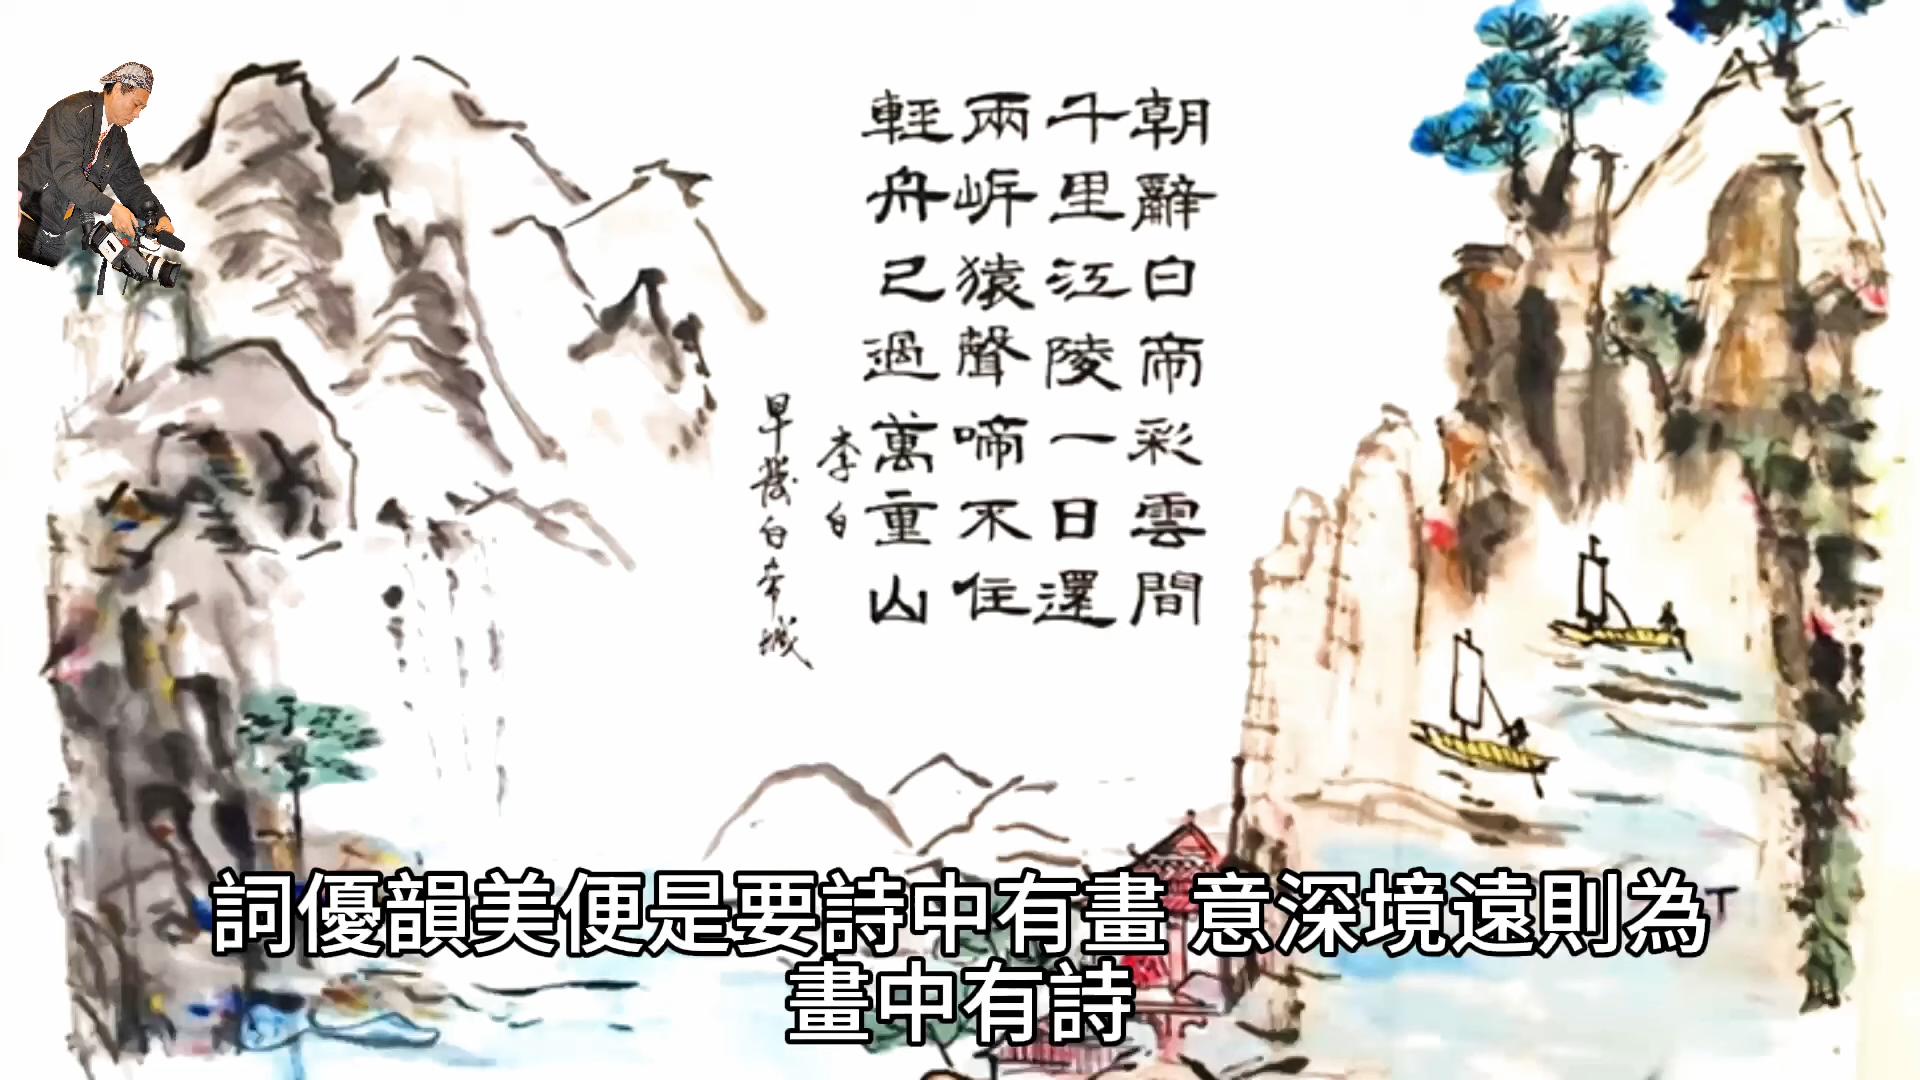 朝辭白帝彩雲間
千里江陵一日還
兩岍猿聲啼不住
輕舟已過萬重山
李白
早發白帝城
詞優韻美便是要詩中有畫 意深境遠則為
畫中有詩